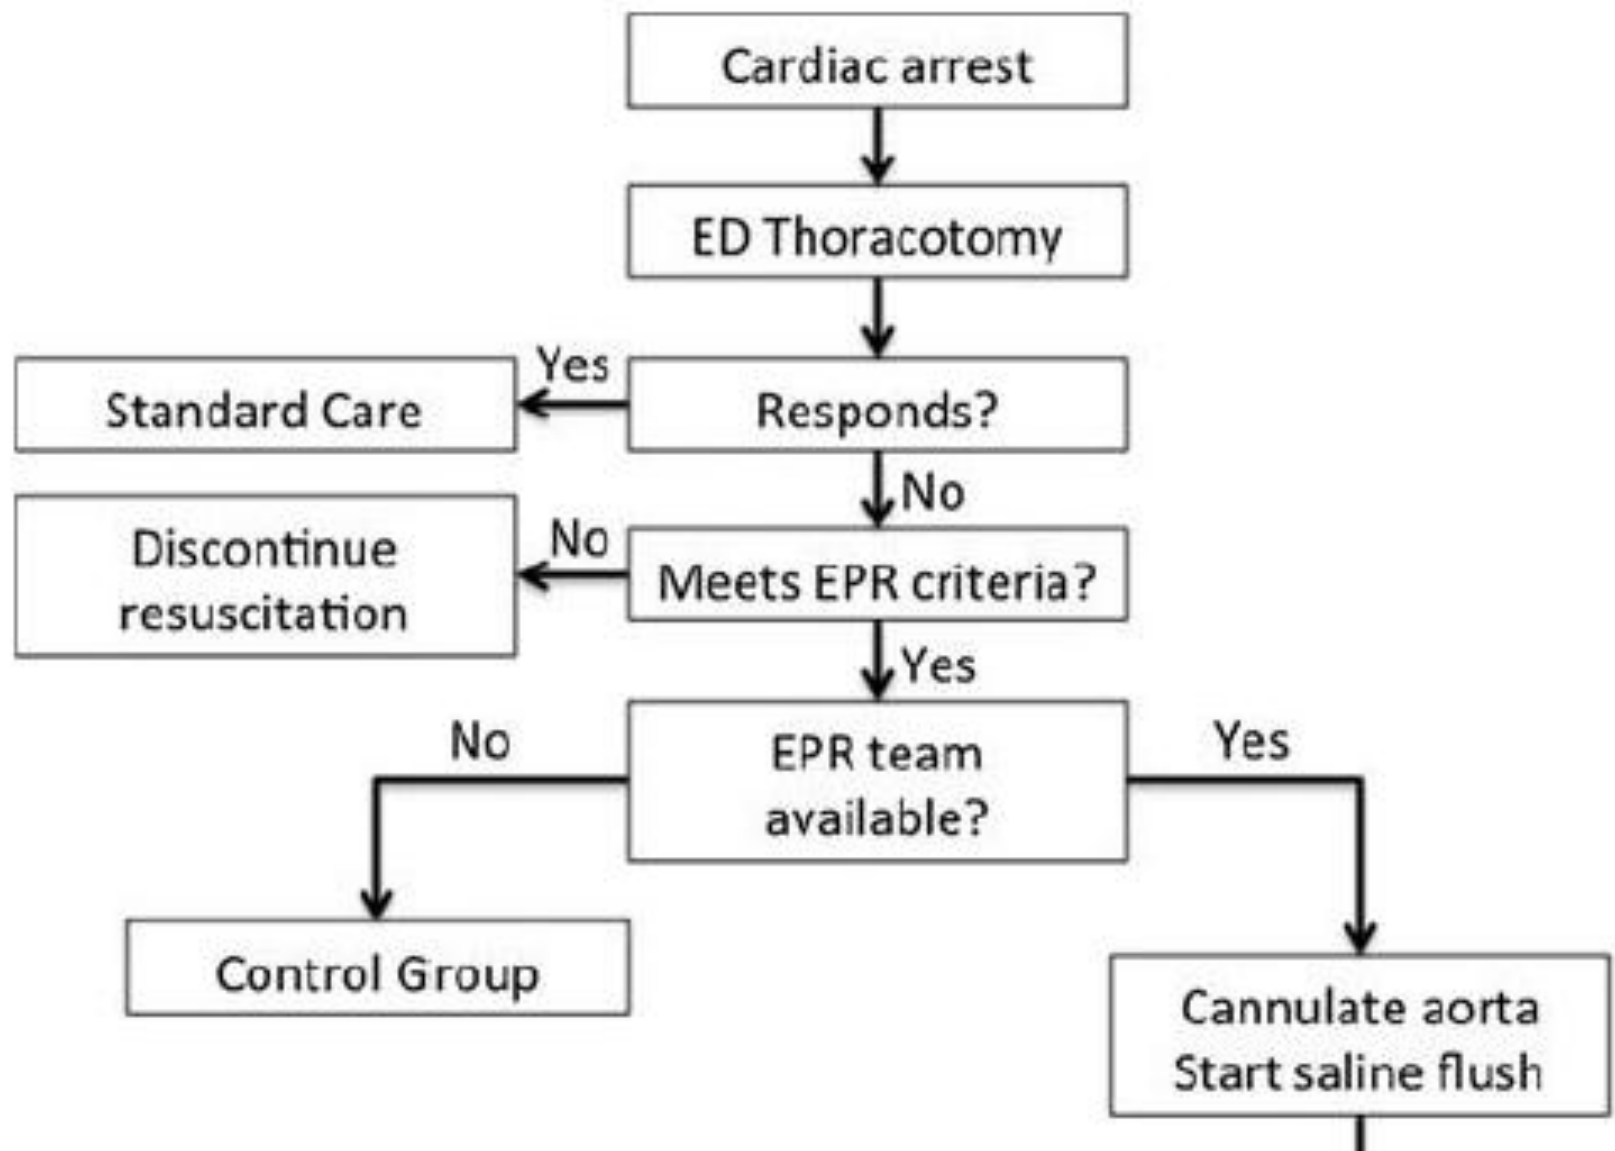 Cardiac arrest
ED Thoracotomy
Yes
Standard Care
Responds?
No
Discontinue
resuscitation
No
Meets EPR criteria?
Yes
No
EPR team
available?
Yes
Control Group
Cannulate aorta
Start saline flush